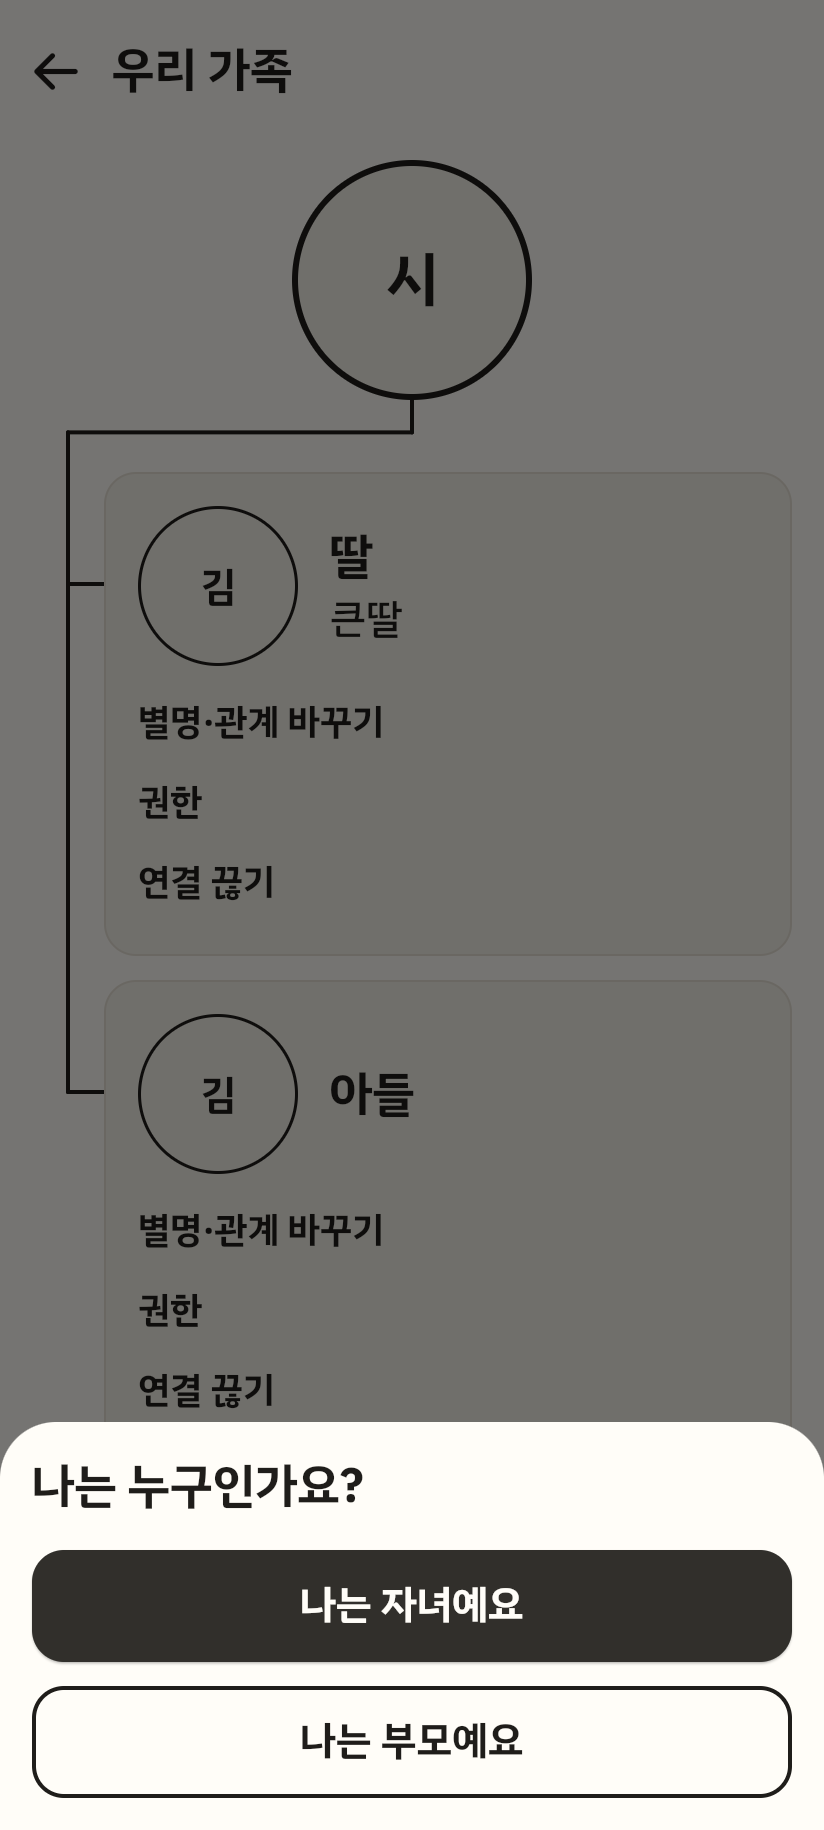 우리 가족
시
김
딸
큰딸
별명·관계 바꾸기
권한
연결 끊기
김
아들
별명·관계 바꾸기
권한
연결 끊기
나는 누구인가요?
나는 자녀예요
나는 부모예요